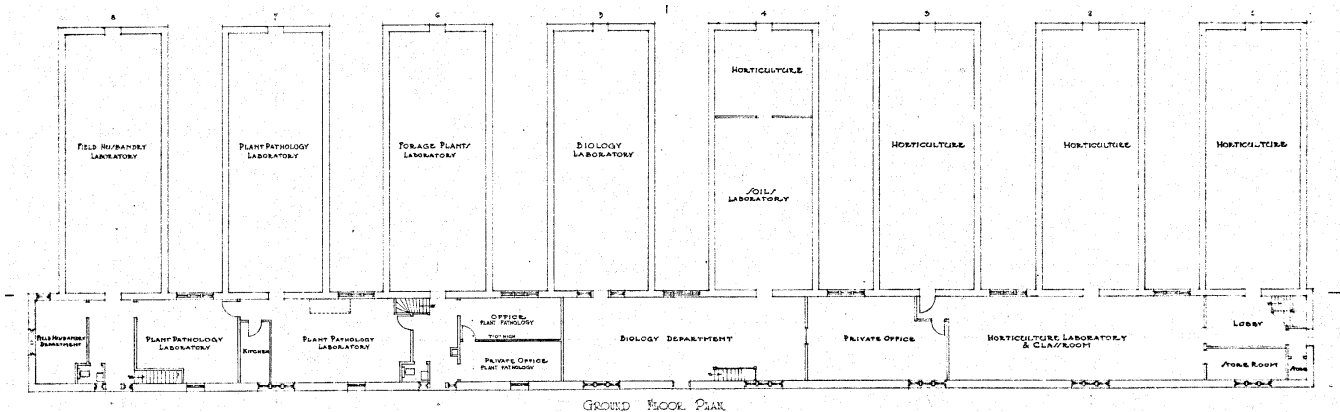 8 7 6 5 4 3 2 1
FIELD HUSBANDRY
LABORATORY
PLANT PATHOLOGY
LABORATORY
FORAGE PLANTS
LABORATORY
BIOLOGY
LABORATORY
HORTICULTURE
SOILS
LABORATORY
HORTICULTURE
HORTICULTURE
HORTICULTURE
FIELD HUSBANDRY
DEPARTMENT
PLANT PATHOLOGY
LABORATORY
KITCHEN
PLANT PATHOLOGY
LABORATORY
OFFICE
PLANT PATHOLOGY
PRIVATE OFFICE
PLANT PATHOLOGY
BIOLOGY DEPARTMENT
PRIVATE OFFICE
HORTICULTURE LABORATORY
& CLASSROOM
LOBBY
STORE ROOM
STORE
GROUND FLOOR PLAN